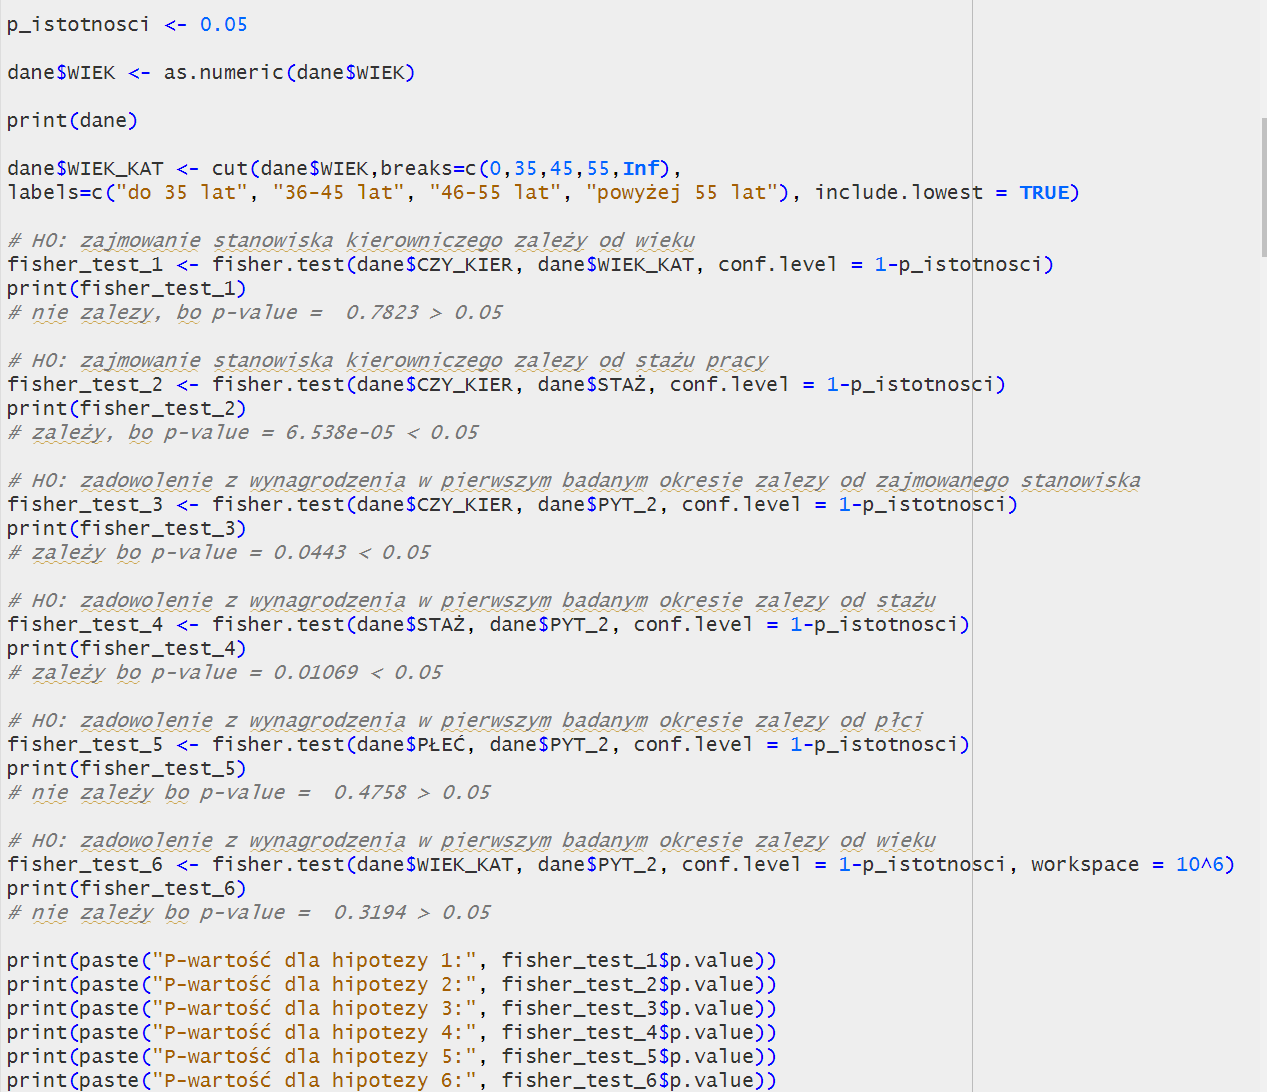 p_istotnosci <- 0.05
dane$WIEK <- as.numeric(dane$WIEK)
print(dane)
dane$WIEK_KAT <- cut(dane$WIEK,breaks=c(0,35,45,55,Inf),
labels=c("do 35 lat", "36-45 lat", "46-55 lat", "powyżej 55 lat"), include.lowest = TRUE)
# H0: zajmowanie stanowiska kierowniczego zależy od wieku
fisher_test_1 <- fisher.test(dane$CZY_KIER, dane$WIEK_KAT, conf.level = 1-p_istotnosci)
print(fisher_test_1)
# nie zalezy, bo p-value =  0.7823 > 0.05
# H0: zajmowanie stanowiska kierowniczego zalezy od stażu pracy
fisher_test_2 <- fisher.test(dane$CZY_KIER, dane$STAŻ, conf.level = 1-p_istotnosci)
print(fisher_test_2)
# zależy, bo p-value = 6.538e-05 < 0.05
# H0: zadowolenie z wynagrodzenia w pierwszym badanym okresie zalezy od zajmowanego stanowiska
fisher_test_3 <- fisher.test(dane$CZY_KIER, dane$PYT_2, conf.level = 1-p_istotnosci)
print(fisher_test_3)
# zależy bo p-value = 0.0443 < 0.05
# H0: zadowolenie z wynagrodzenia w pierwszym badanym okresie zalezy od stażu
fisher_test_4 <- fisher.test(dane$STAŻ, dane$PYT_2, conf.level = 1-p_istotnosci)
print(fisher_test_4)
# zależy bo p-value = 0.01069 < 0.05
# H0: zadowolenie z wynagrodzenia w pierwszym badanym okresie zalezy od płci
fisher_test_5 <- fisher.test(dane$PŁEĆ, dane$PYT_2, conf.level = 1-p_istotnosci)
print(fisher_test_5)
# nie zależy bo p-value =  0.4758 > 0.05
# H0: zadowolenie z wynagrodzenia w pierwszym badanym okresie zalezy od wieku
fisher_test_6 <- fisher.test(dane$WIEK_KAT, dane$PYT_2, conf.level = 1-p_istotnosci, workspace = 10^6)
print(fisher_test_6)
# nie zależy bo p-value =  0.3194 > 0.05
print(paste("P-wartość dla hipotezy 1:", fisher_test_1$p.value))
print(paste("P-wartość dla hipotezy 2:", fisher_test_2$p.value))
print(paste("P-wartość dla hipotezy 3:", fisher_test_3$p.value))
print(paste("P-wartość dla hipotezy 4:", fisher_test_4$p.value))
print(paste("P-wartość dla hipotezy 5:", fisher_test_5$p.value))
print(paste("P-wartość dla hipotezy 6:", fisher_test_6$p.value))